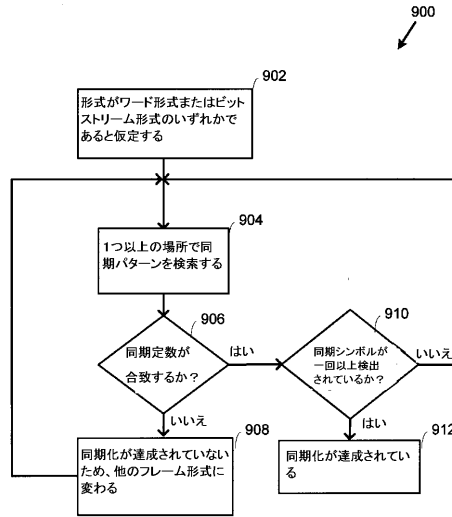 900
902
形式がワード形式またはビット
ストリーム形式のいずれかで
あると仮定する
904
1つ以上の場所で同
期パターンを検索する
906
同期定数が
合致するか?
はい
910
同期シンボルが
一回以上検出
されているか?
いいえ
いいえ
はい
908
同期化が達成されていない
ため、他のフレーム形式に
変わる
912
同期化が達成されてい
る